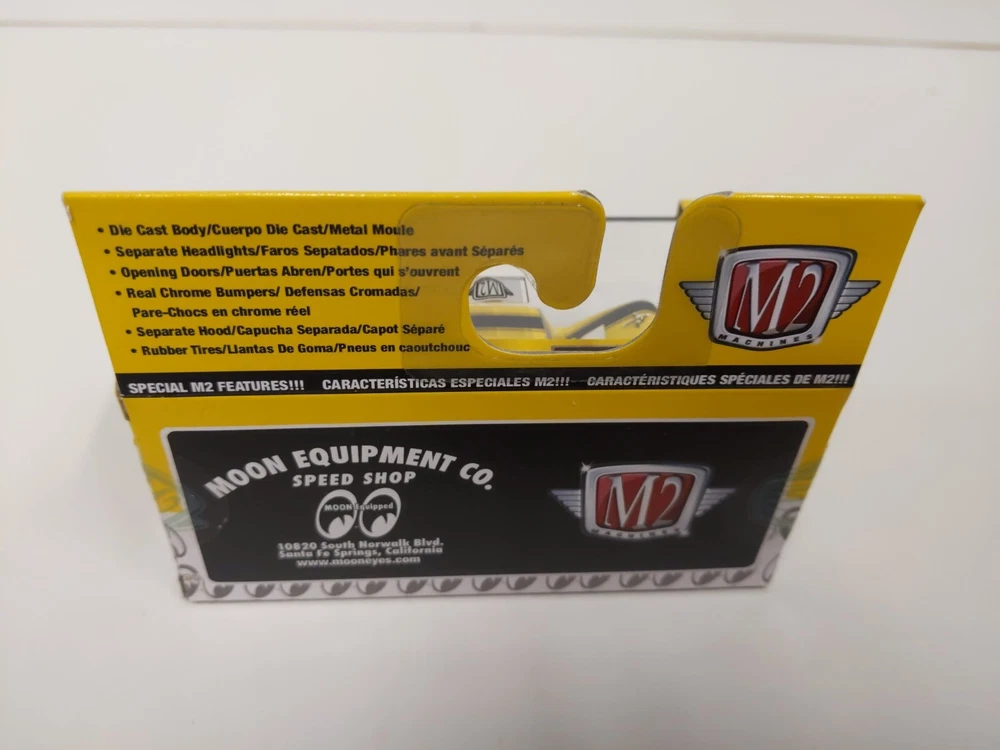 • Die Cast Body/Cuerpo Die Cast/Metal Moule
• Separate Headlights/Faros Sepatados/Phares avant Séparés
• Opening Doors/Puertas Abren/Portes qui s'ouvrent
• Real Chrome Bumpers/ Defensas Cromadas/
Pare-Chocs en chrome réel
• Separate Hood/Capucha Separada/Capot Séparé
• Rubber Tires/Llantas De Goma/Pneus en caoutchouc
M2
MACHINES
SPECIAL M2 FEATURES!!! CARACTERÍSTICAS ESPECIALES M2!!! CARACTÉRISTIQUES SPÉCIALES DE M2!!!
MOON EQUIPMENT CO.
SPEED SHOP
MOON Equipped
10820 South Norwalk Blvd.
Santa Fe Springs, California
www.mooneyes.com
M2
MACHINES